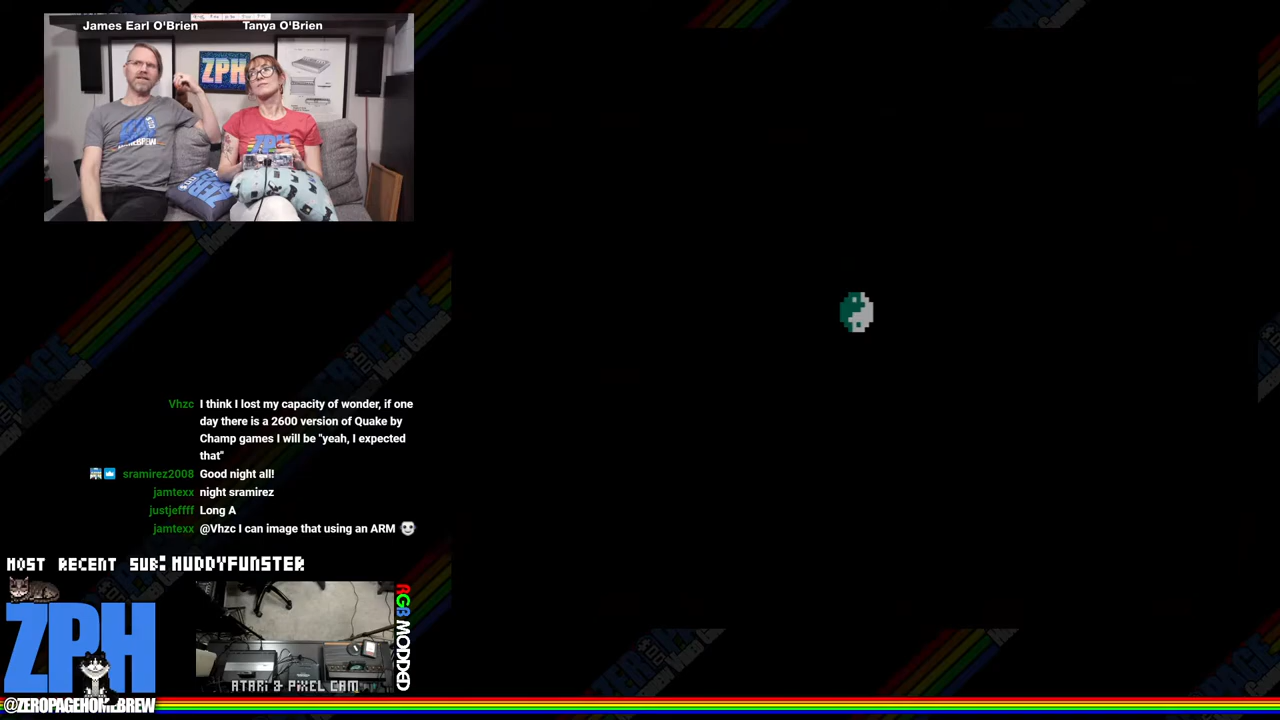 James Earl O'Brien
Tanya O'Brien
ZPH
Vhzc I think I lost my capacity of wonder, if one
day there is a 2600 version of Quake by
Champ games I will be "yeah, I expected
that"
sramirez2008 Good night all!
jamtexx night sramirez
justjeffff Long A
jamtexx @Vhzc I can image that using an ARM
MOST RECENT SUB: MUDDYFUNSTER
ZPH
@ZEROPAGEHOMEBREW
ATARI & PIXEL CAM
RGB MODDED